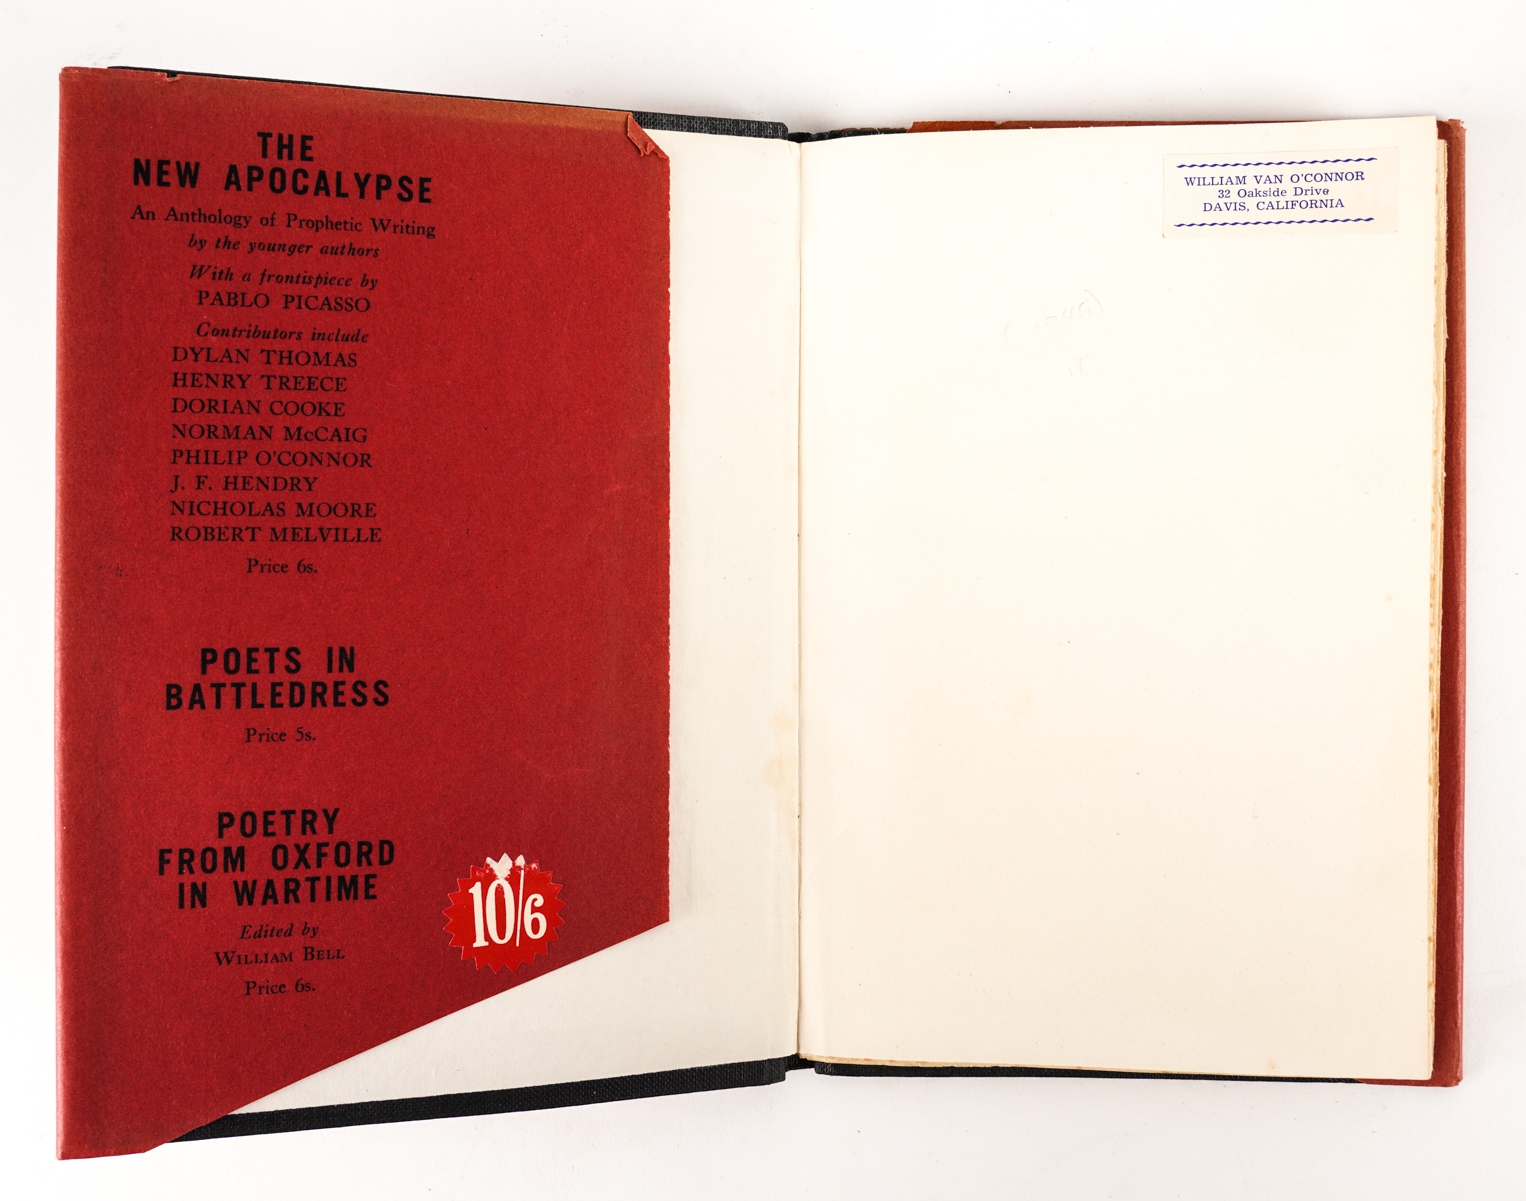 THE
NEW APOCALYPSE
An Anthology of Prophetic Writing
by the younger authors
With a frontispiece by
PABLO PICASSO
Contributors include
DYLAN THOMAS
HENRY TREECE
DORIAN COOKE
NORMAN McCAIG
PHILIP O'CONNOR
J. F. HENDRY
NICHOLAS MOORE
ROBERT MELVILLE
Price 6s.
POETS IN
BATTLEDRESS
Price 5s.
POETRY
FROM OXFORD
IN WARTIME
Edited by
WILLIAM BELL
Price 6s.
10/6
WILLIAM VAN O'CONNOR
32 Oakside Drive
DAVIS, CALIFORNIA